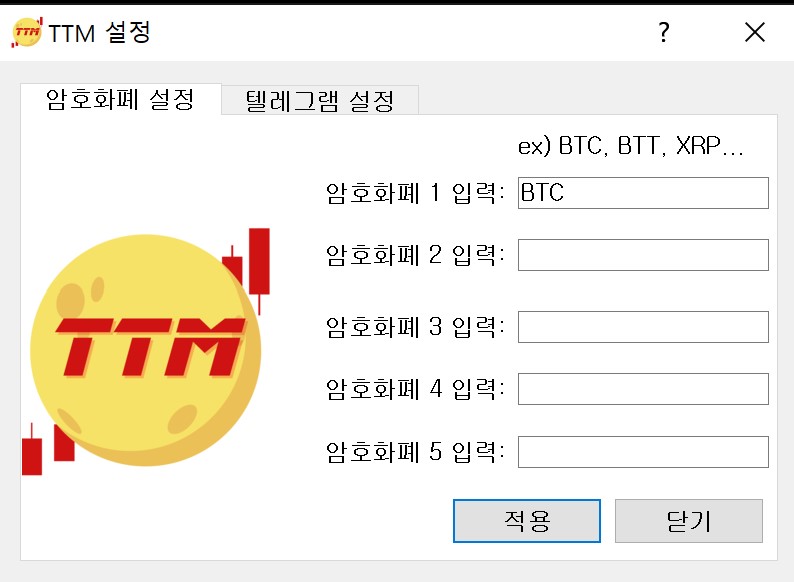 TTM TTM 설정 ?
암호화폐 설정 텔레그램 설정
ex) BTC, BTT, XRP...
암호화폐 1 입력: BTC
암호화폐 2 입력:
암호화폐 3 입력:
TTM
암호화폐 4 입력:
암호화폐 5 입력:
적용 닫기